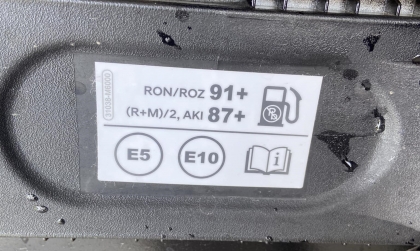 RON/ROZ 91+
(R+M)/2, AKI 87+
E5 E10 i